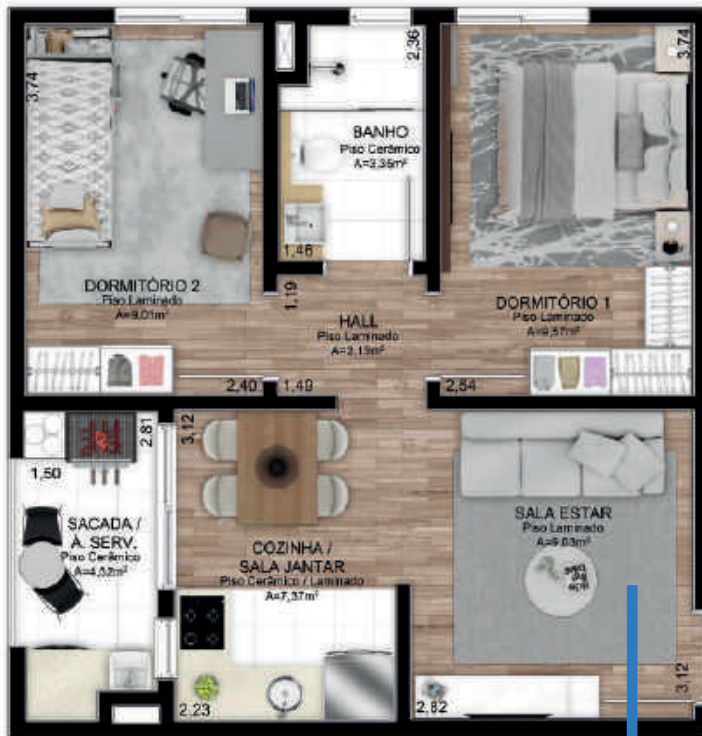 3,74
2,36
3,74
BANHO
Piso Cerâmico
A=3,36m²
1,46
DORMITÓRIO 2
Piso Laminado
A=9,01m²
1,19
HALL
Piso Laminado
A=2,13m²
DORMITÓRIO 1
Piso Laminado
A=9,57m²
2,40
1,49
2,54
2,81
3,12
1,50
SACADA /
A. SERV.
Piso Cerâmico
A=4,52m²
COZINHA /
SALA JANTAR
Piso Cerâmico / Laminado
A=7,37m²
SALA ESTAR
Piso Laminado
A=9,03m²
2,23
2,82
3,12